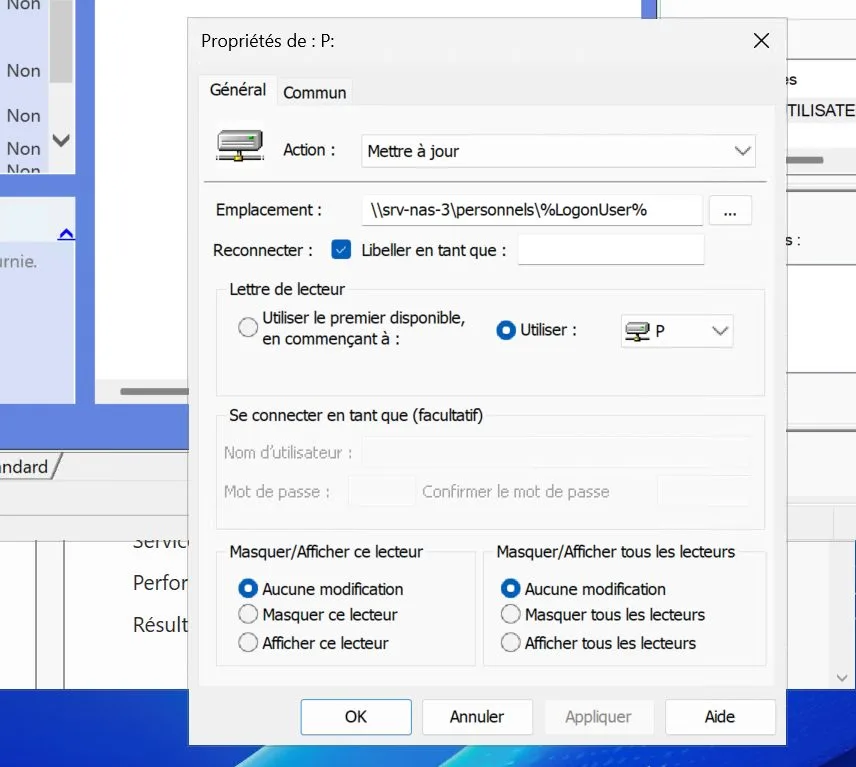 Non
Non
Non
Non
Non
urnie.
ndard
Service
Perfor
Résult
Propriétés de : P:
Général
Commun
Action :
Mettre à jour
Emplacement :
\\srv-nas-3\personnels\%LogonUser%
...
Reconnecter :
Libeller en tant que :
Lettre de lecteur
Utiliser le premier disponible,
en commençant à :
Utiliser :
P
Se connecter en tant que (facultatif)
Nom d’utilisateur :
Mot de passe :
Confirmer le mot de passe
Masquer/Afficher ce lecteur
Aucune modification
Masquer ce lecteur
Afficher ce lecteur
Masquer/Afficher tous les lecteurs
Aucune modification
Masquer tous les lecteurs
Afficher tous les lecteurs
OK
Annuler
Appliquer
Aide
es
TILISATE
s :